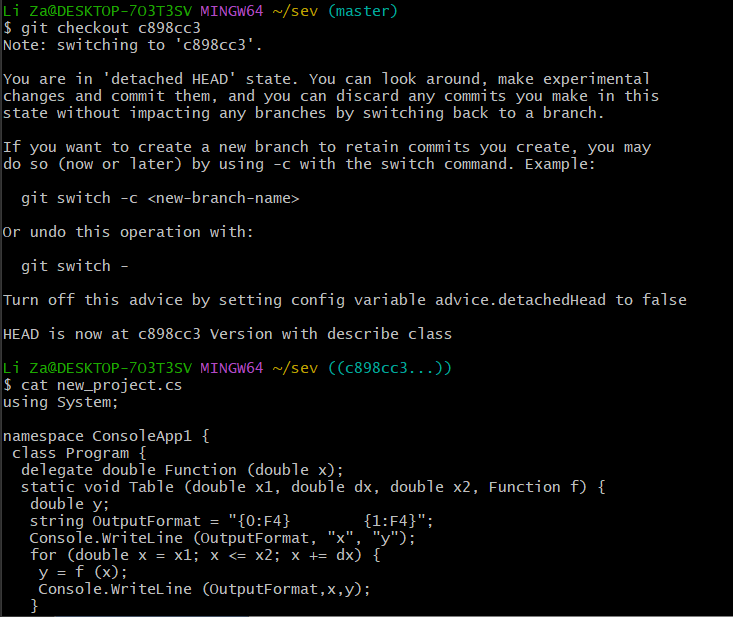 Li Za@DESKTOP-7O3T3SV MINGW64 ~/sev (master)
$ git checkout c898cc3
Note: switching to 'c898cc3'.

You are in 'detached HEAD' state. You can look around, make experimental
changes and commit them, and you can discard any commits you make in this
state without impacting any branches by switching back to a branch.

If you want to create a new branch to retain commits you create, you may
do so (now or later) by using -c with the switch command. Example:

  git switch -c <new-branch-name>

Or undo this operation with:

  git switch -

Turn off this advice by setting config variable advice.detachedHead to false

HEAD is now at c898cc3 Version with describe class

Li Za@DESKTOP-7O3T3SV MINGW64 ~/sev ((c898cc3...))
$ cat new_project.cs
using System;

namespace ConsoleApp1 {
 class Program {
  delegate double Function (double x);
  static void Table (double x1, double dx, double x2, Function f) {
   double y;
   string OutputFormat = "{0:F4}        {1:F4}";
   Console.WriteLine (OutputFormat, "x", "y");
   for (double x = x1; x <= x2; x += dx) {
    y = f (x);
    Console.WriteLine (OutputFormat,x,y);
   }